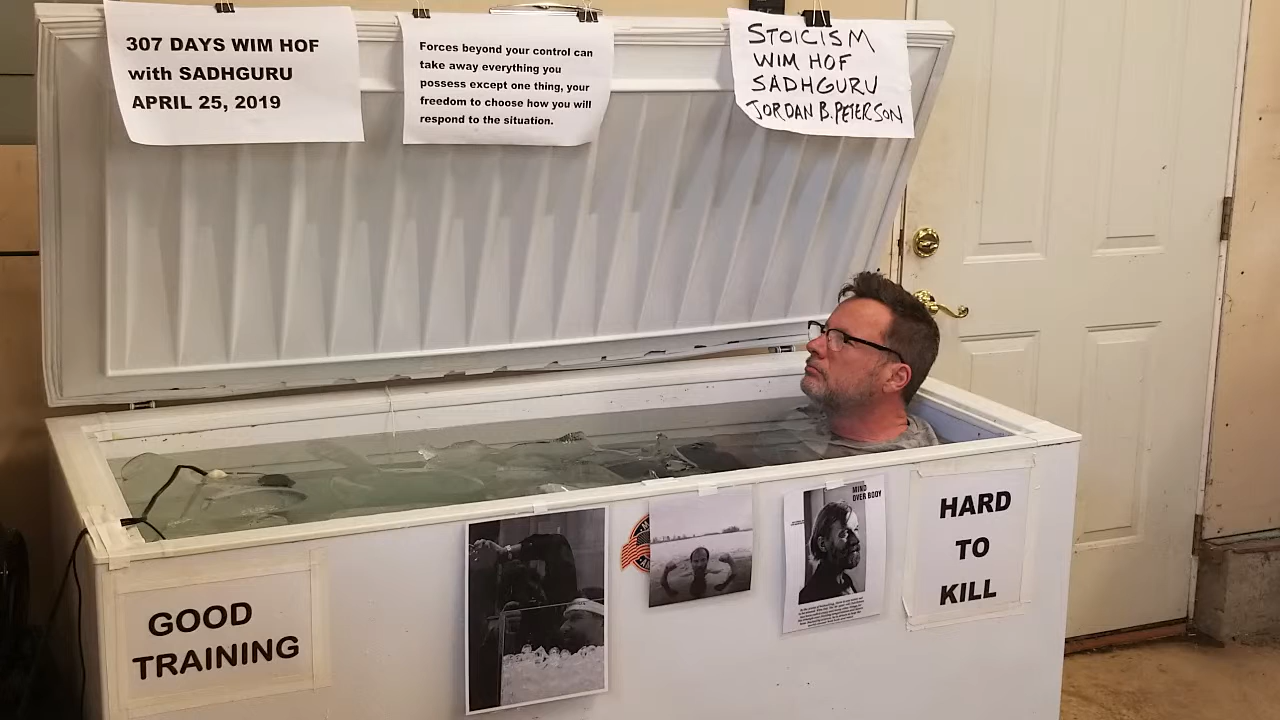 307 DAYS WIM HOF
with SADHGURU
APRIL 25, 2019
Forces beyond your control can
take away everything you
possess except one thing, your
freedom to choose how you will
respond to the situation.
STOICISM
WIM HOF
SADHGURU
JORDAN B. PETERSON
GOOD
TRAINING
MIND
OVER BODY
HARD
TO
KILL